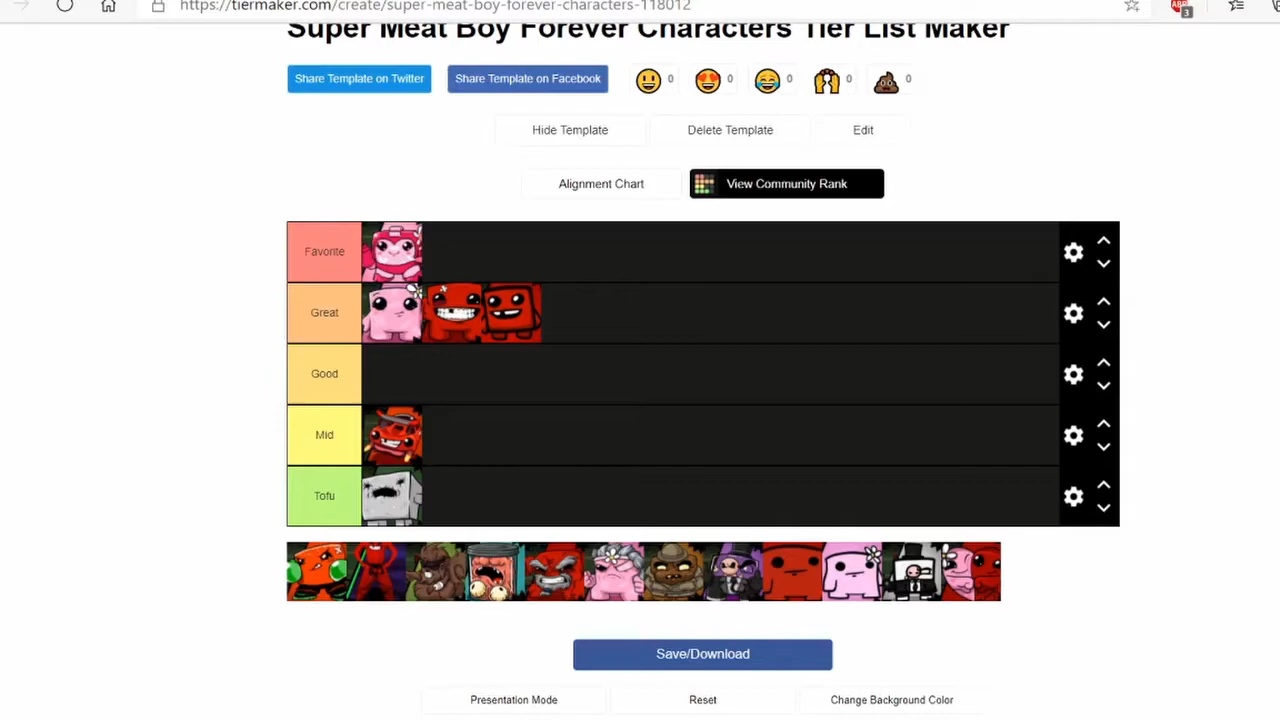 https://tiermaker.com/create/super-meat-boy-forever-characters-118012
ABP
3
Super Meat Boy Forever Characters Tier List Maker
Share Template on Twitter
Share Template on Facebook
0
0
0
0
0
Hide Template
Delete Template
Edit
Alignment Chart
View Community Rank
Favorite
Great
Good
Mid
Tofu
Save/Download
Presentation Mode
Reset
Change Background Color